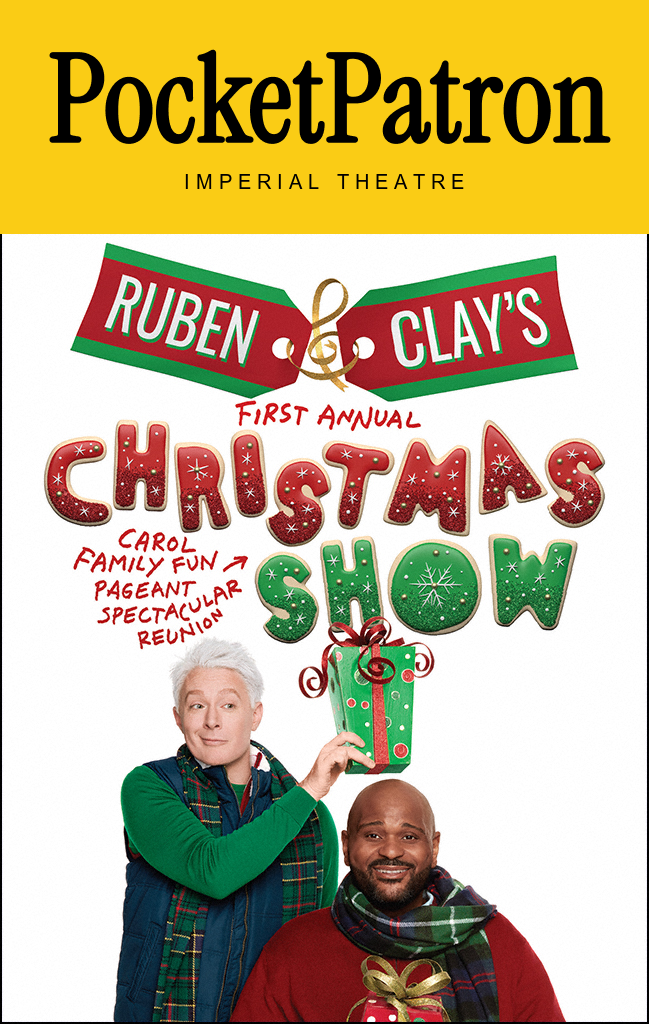 PocketPatron
IMPERIAL THEATRE
RUBEN & CLAY'S
FIRST ANNUAL
CHRISTMAS
SHOW
CAROL
FAMILY FUN
PAGEANT
SPECTACULAR
REUNION